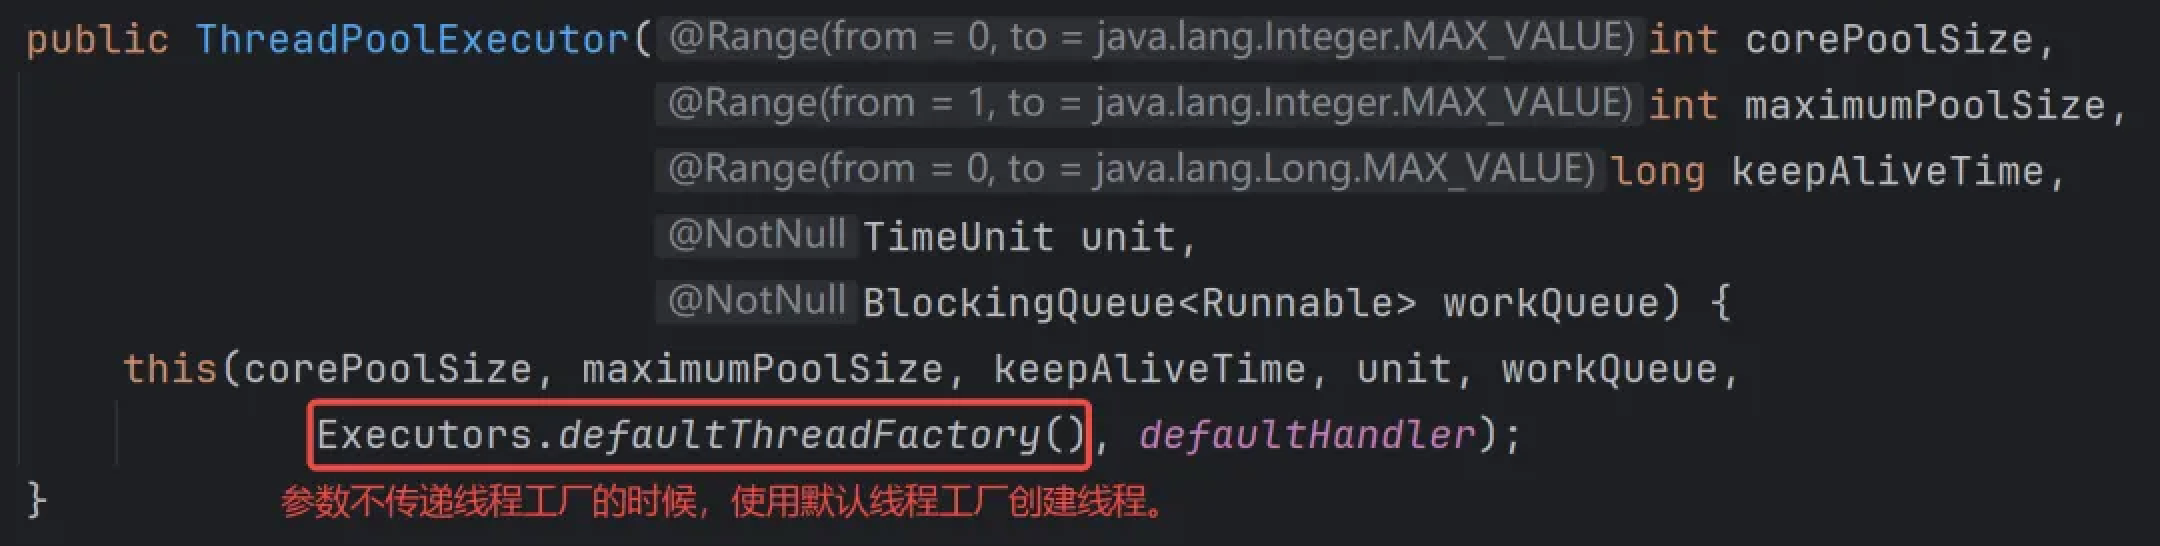 public ThreadPoolExecutor(@Range(from = 0, to = java.lang.Integer.MAX_VALUE) int corePoolSize,
@Range(from = 1, to = java.lang.Integer.MAX_VALUE) int maximumPoolSize,
@Range(from = 0, to = java.lang.Long.MAX_VALUE) long keepAliveTime,
@NotNull TimeUnit unit,
@NotNull BlockingQueue<Runnable> workQueue) {
this(corePoolSize, maximumPoolSize, keepAliveTime, unit, workQueue,
Executors.defaultThreadFactory(), defaultHandler);
} 参数不传递线程工厂的时候，使用默认线程工厂创建线程。